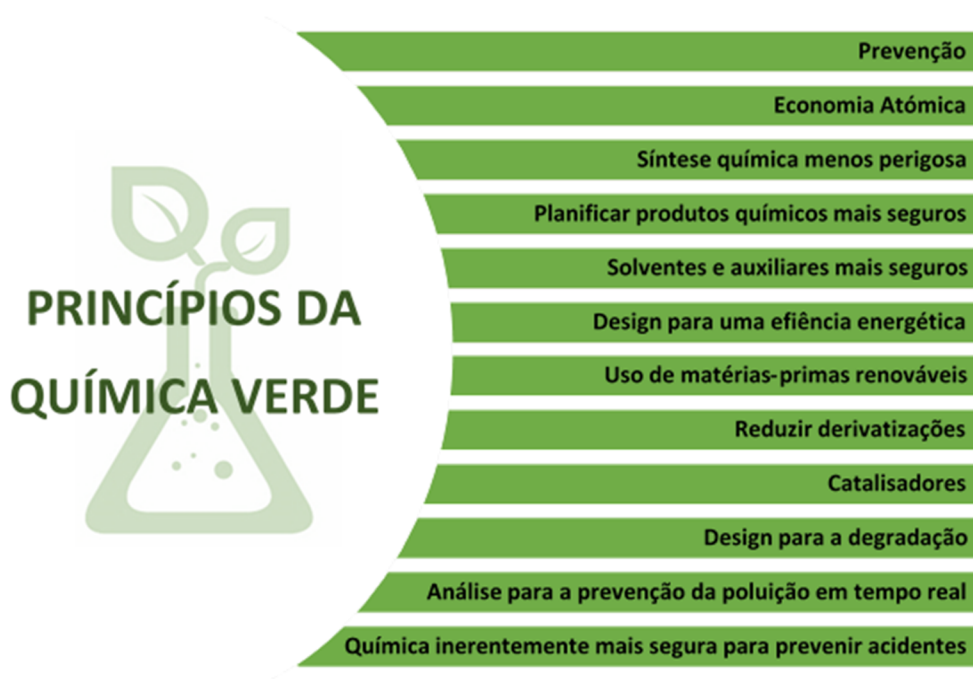 PRINCÍPIOS DA
QUÍMICA VERDE
Prevenção
Economia Atómica
Síntese química menos perigosa
Planificar produtos químicos mais seguros
Solventes e auxiliares mais seguros
Design para uma efiência energética
Uso de matérias-primas renováveis
Reduzir derivatizações
Catalisadores
Design para a degradação
Análise para a prevenção da poluição em tempo real
Química inerentemente mais segura para prevenir acidentes